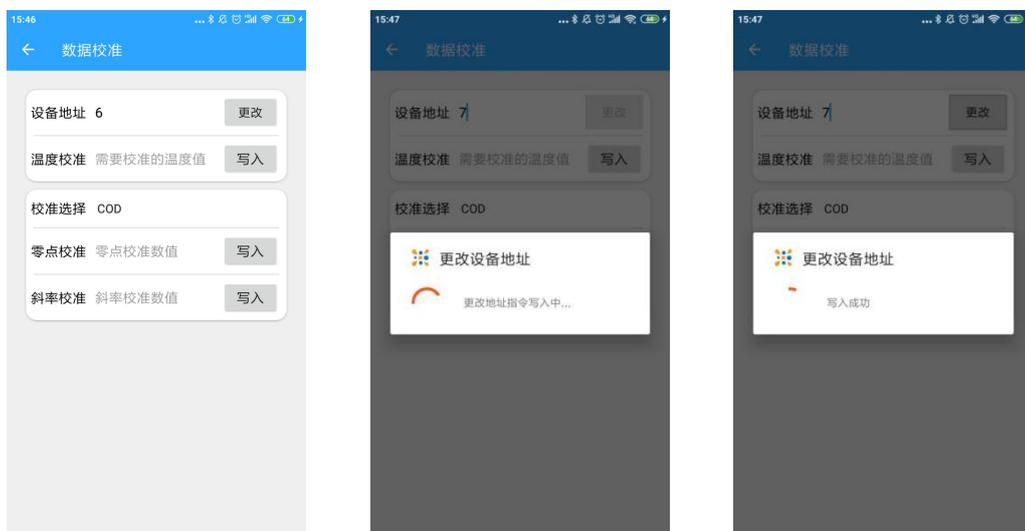 15:46
64
数据校准
设备地址 6 更改
温度校准 需要校准的温度值 写入
校准选择 COD
零点校准 零点校准数值 写入
斜率校准 斜率校准数值 写入
15:47
数据校准
设备地址 7 更改
温度校准 需要校准的温度值 写入
校准选择 COD
更改设备地址
更改地址指令写入中...
15:47
数据校准
设备地址 7 更改
温度校准 需要校准的温度值 写入
校准选择 COD
更改设备地址
写入成功